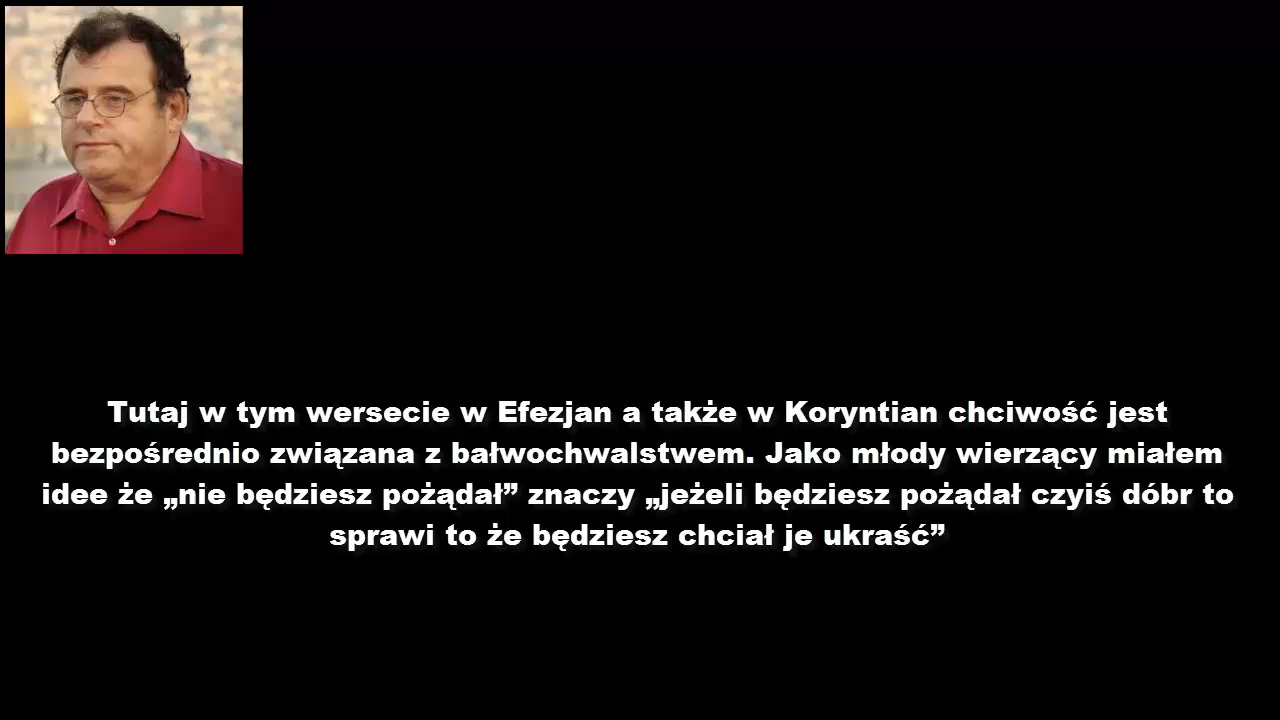 Tutaj w tym wersecie w Efezjan a także w Koryntian chciwość jest
bezpośrednio związana z bałwochwalstwem. Jako młody wierzący miałem
idee że „nie będziesz pożądał” znaczy „jeżeli będziesz pożądał czyiś dóbr to
sprawi to że będziesz chciał je ukraść”